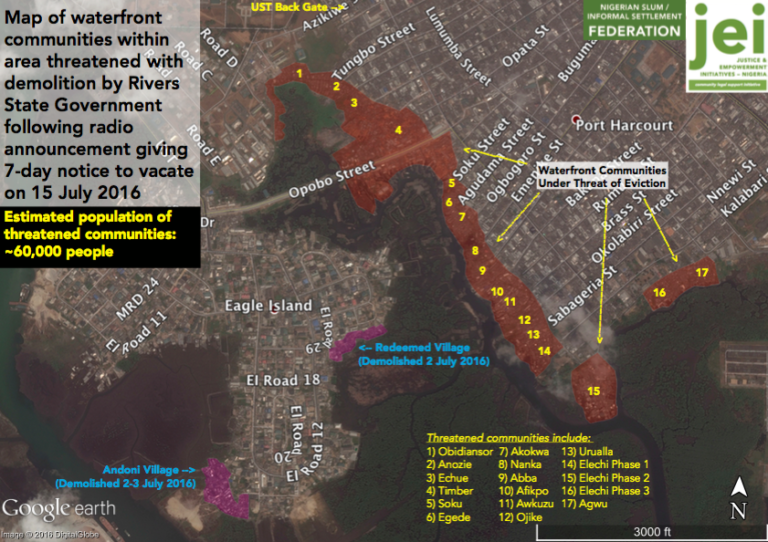 Map of waterfront
communities within
area threatened with
demolition by Rivers
State Government
following radio
announcement giving
7-day notice to vacate
on 15 July 2016
Estimated population of
threatened communities:
~60,000 people
UST Back Gate ->
NIGERIAN SLUM /
INFORMAL SETTLEMENT
FEDERATION
jei
JUSTICE &
EMPOWERMENT
INITIATIVES – NIGERIA
community legal support initiative
Road D
Road C
Road E
Tungbo Street
Lumumba Street
Opata St
Opobo Street
Soku Street
Agudama Street
Ogbogoro St
Port Harcourt
Waterfront Communities
Under Threat of Eviction
Brass St
Okolabiri Street
Nnewi St
Kalabari
Sabageria St
1
2
3
4
5
6
7
8
9
10
11
12
13
14
15
16
17
Dr
MRD 24
El Road 11
Eagle Island
El Road 18
El Road 12
El Road
20
29
<-- Redeemed Village
(Demolished 2 July 2016)
Andoni Village -->
(Demolished 2-3 July 2016)
Threatened communities include:
1) Obidiansor 7) Akokwa 13) Urualla
2) Anozie 8) Nanka 14) Elechi Phase 1
3) Echue 9) Abba 15) Elechi Phase 2
4) Timber 10) Afikpo 16) Elechi Phase 3
5) Soku 11) Awkuzu 17) Agwu
6) Egede 12) Ojike
N
3000 ft
Google earth
Image © 2016 DigitalGlobe